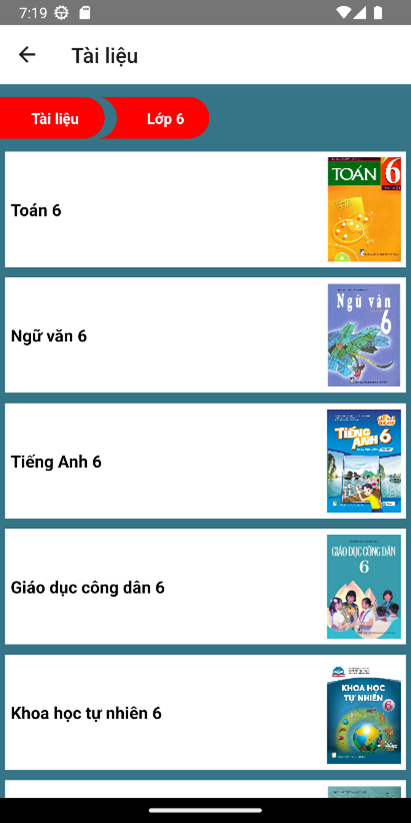 7:19
Tài liệu
Tài liệu
Lớp 6
Toán 6
TOÁN 6
Ngữ văn 6
Ngữ văn
6
Tiếng Anh 6
TIẾNG
ANH 6
Giáo dục công dân 6
GIÁO DỤC CÔNG DÂN
6
Khoa học tự nhiên 6
KHOA HỌC
TỰ NHIÊN
6